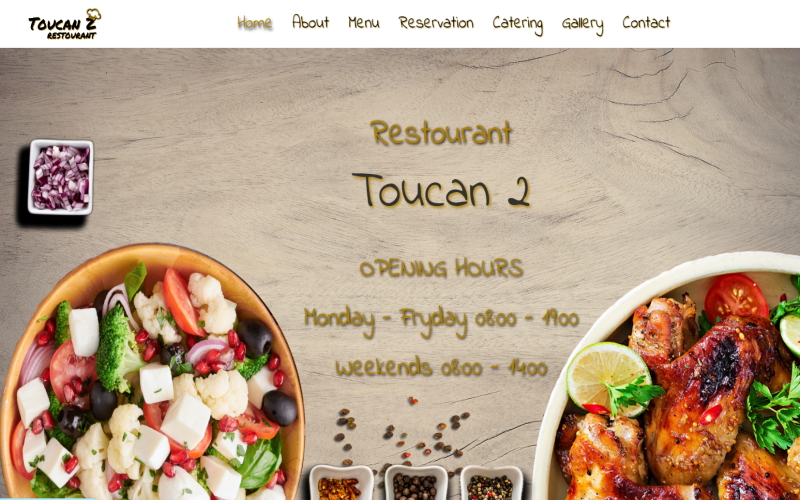 Toucan 2
RESTOURANT
Home About Menu Reservation Catering Gallery Contact
Restourant
Toucan 2
OPENING HOURS
Monday - Fryday 0800 - 1900
Weekends 0800 - 1400